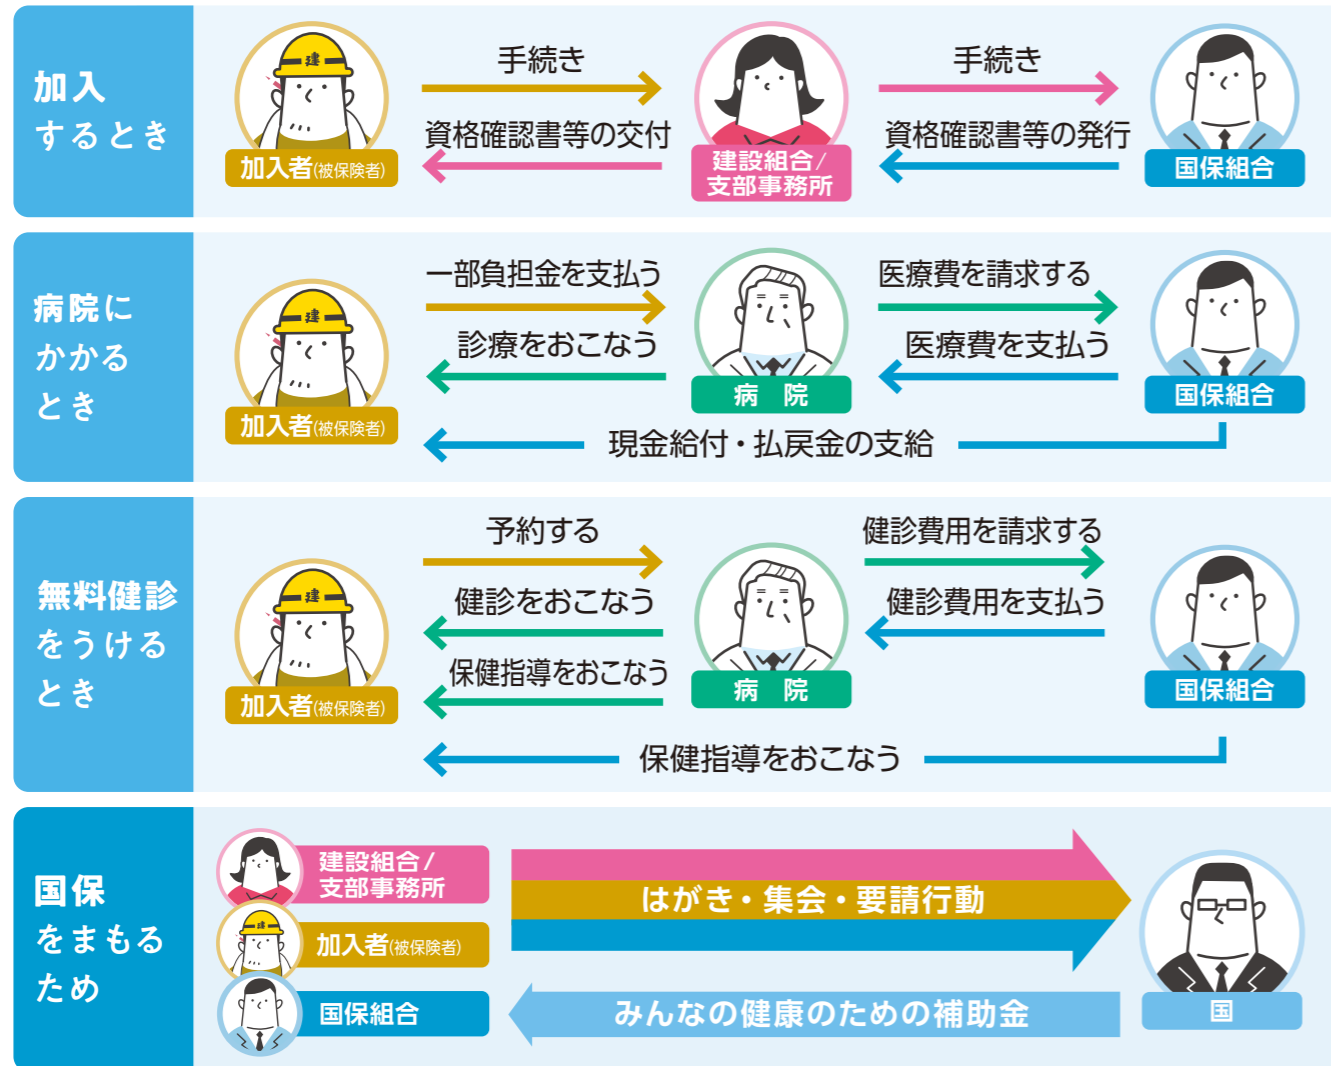 加入
するとき
手続き
手続き
資格確認書等の交付
資格確認書等の発行
建
加入者(被保険者)
建設組合/
支部事務所
国保組合
病院に
かかる
とき
一部負担金を支払う
医療費を請求する
診療をおこなう
医療費を支払う
建
加入者(被保険者)
病 院
国保組合
現金給付・払戻金の支給
無料健診
をうける
とき
予約する
健診費用を請求する
健診をおこなう
健診費用を支払う
保健指導をおこなう
建
加入者(被保険者)
病 院
国保組合
保健指導をおこなう
国保
をまもる
ため
建設組合/
支部事務所
建
加入者(被保険者)
国保組合
はがき・集会・要請行動
みんなの健康のための補助金
国